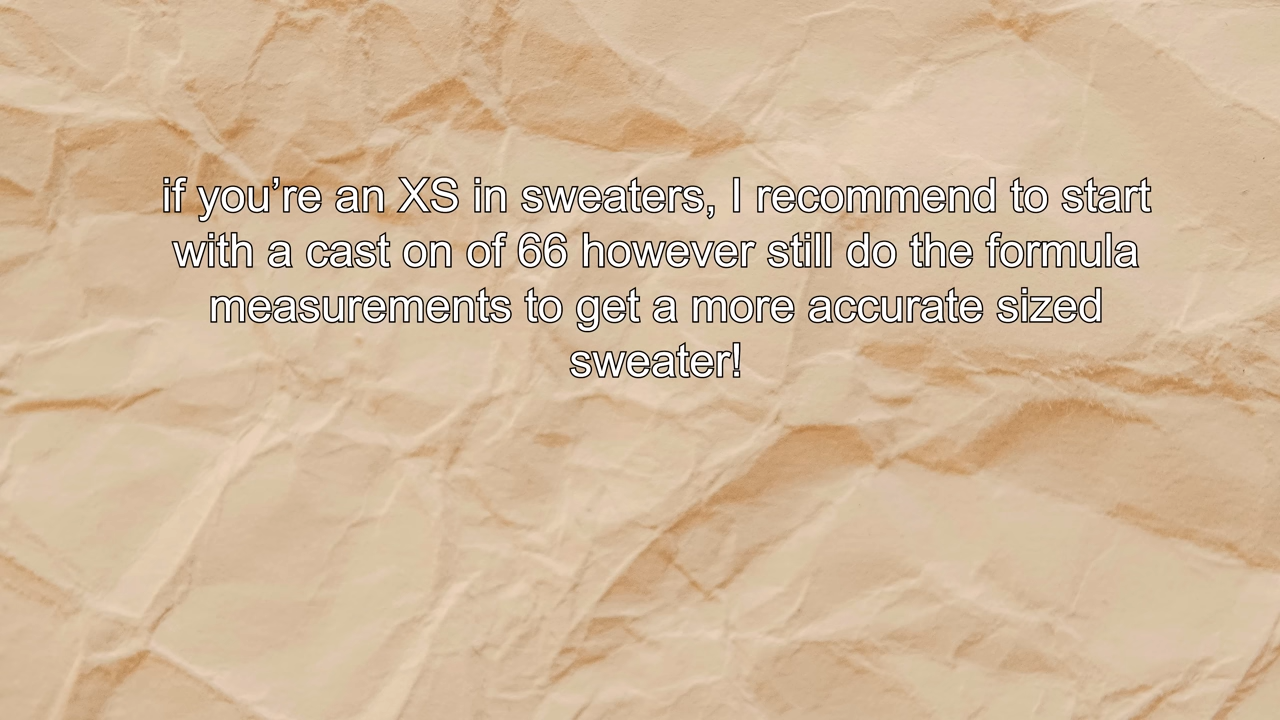 if you’re an XS in sweaters, I recommend to start
with a cast on of 66 however still do the formula
measurements to get a more accurate sized
sweater!